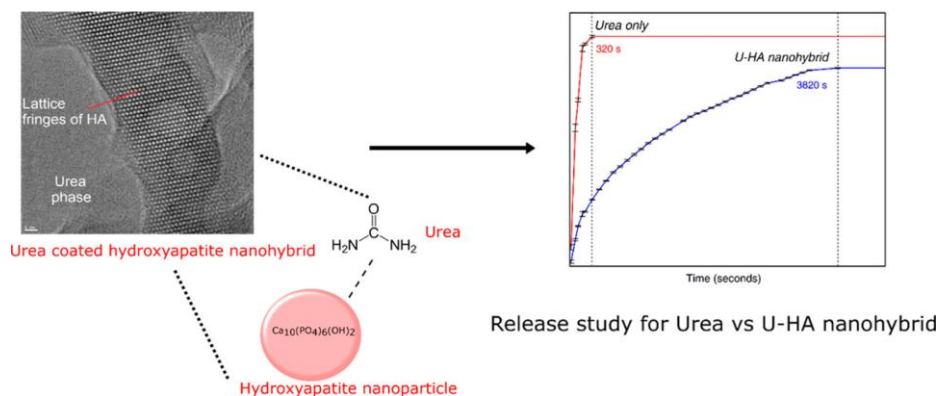 Lattice
fringes of HA
Urea
phase
Urea coated hydroxyapatite nanohybrid
O
H2N C NH2
Urea
Ca10(PO4)6(OH)2
Hydroxyapatite nanoparticle
Urea only
320 s
U-HA nanohybrid
3820 s
Time (seconds)
Release study for Urea vs U-HA nanohybrid